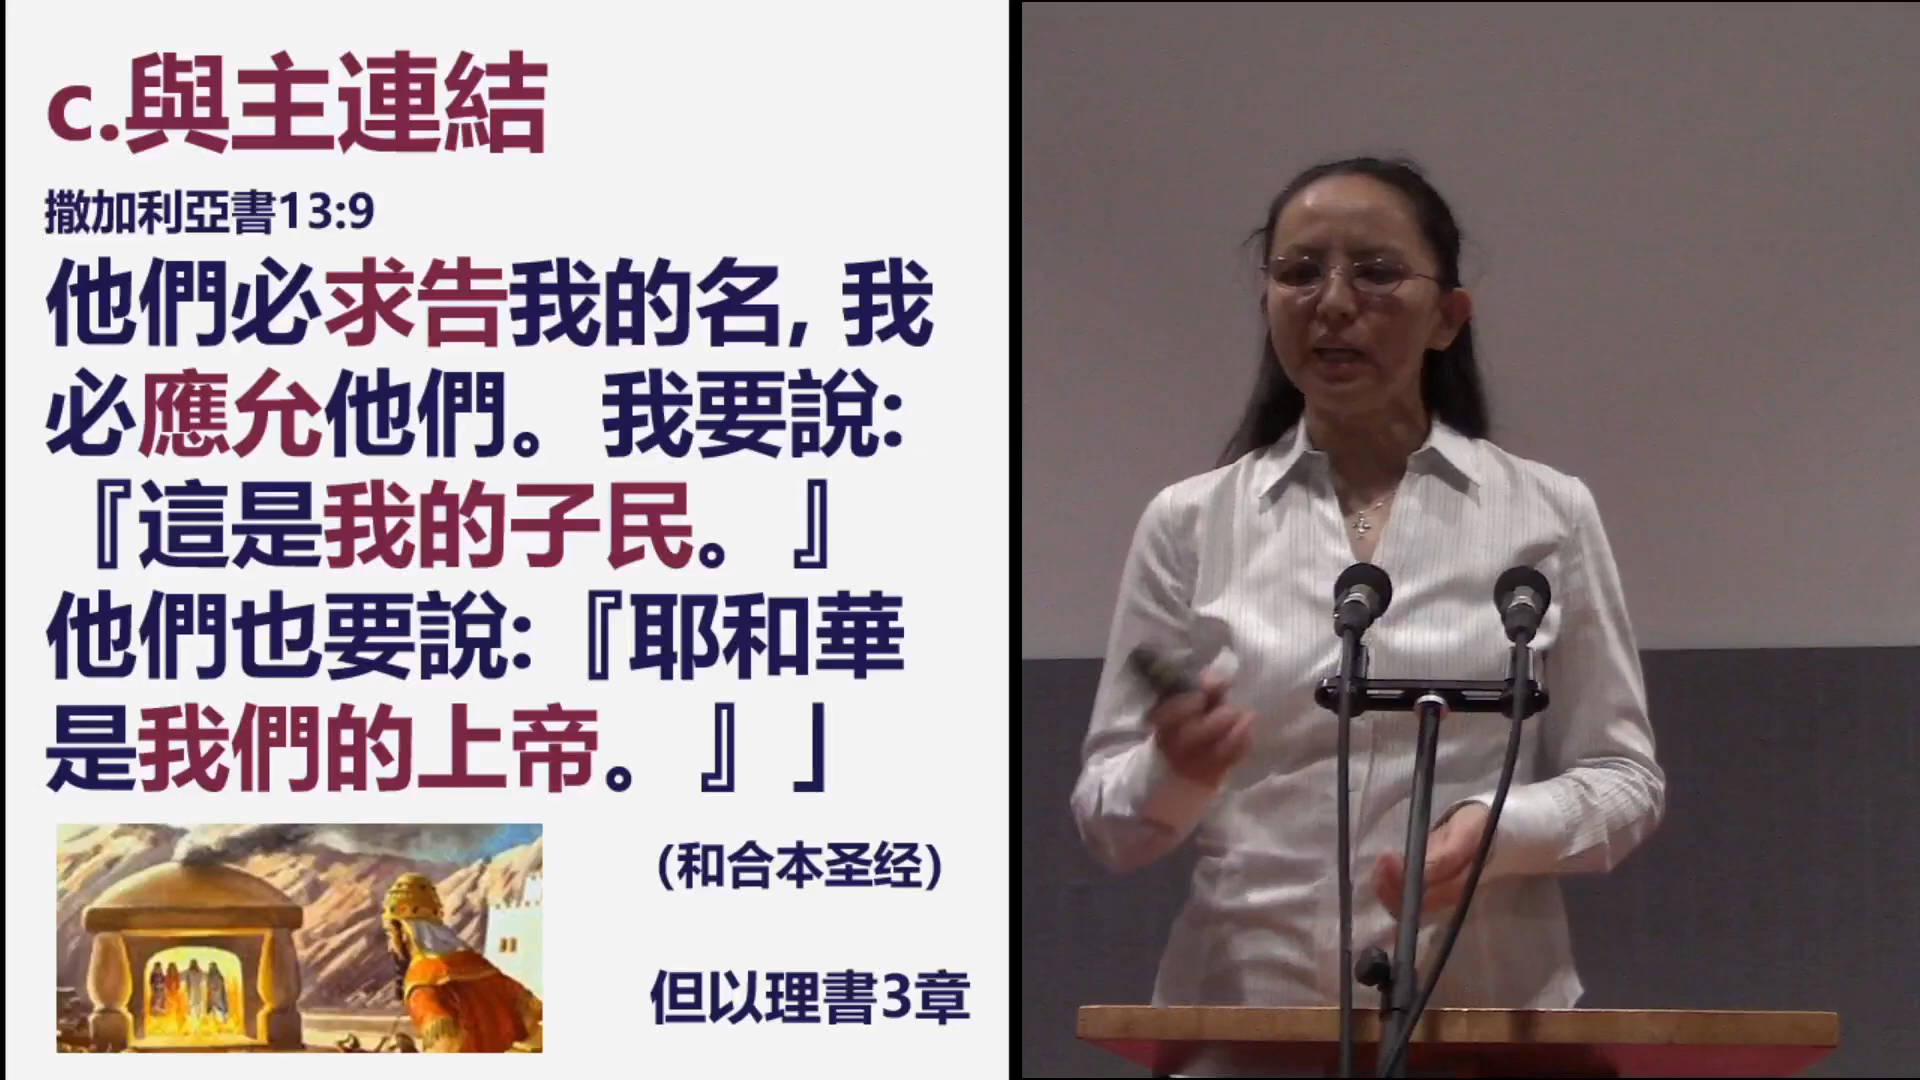 c.與主連結
撒加利亞書13:9
他們必求告我的名, 我
必應允他們。我要說:
『這是我的子民。』
他們也要說:『耶和華
是我們的上帝。』」
(和合本圣经)
但以理書3章